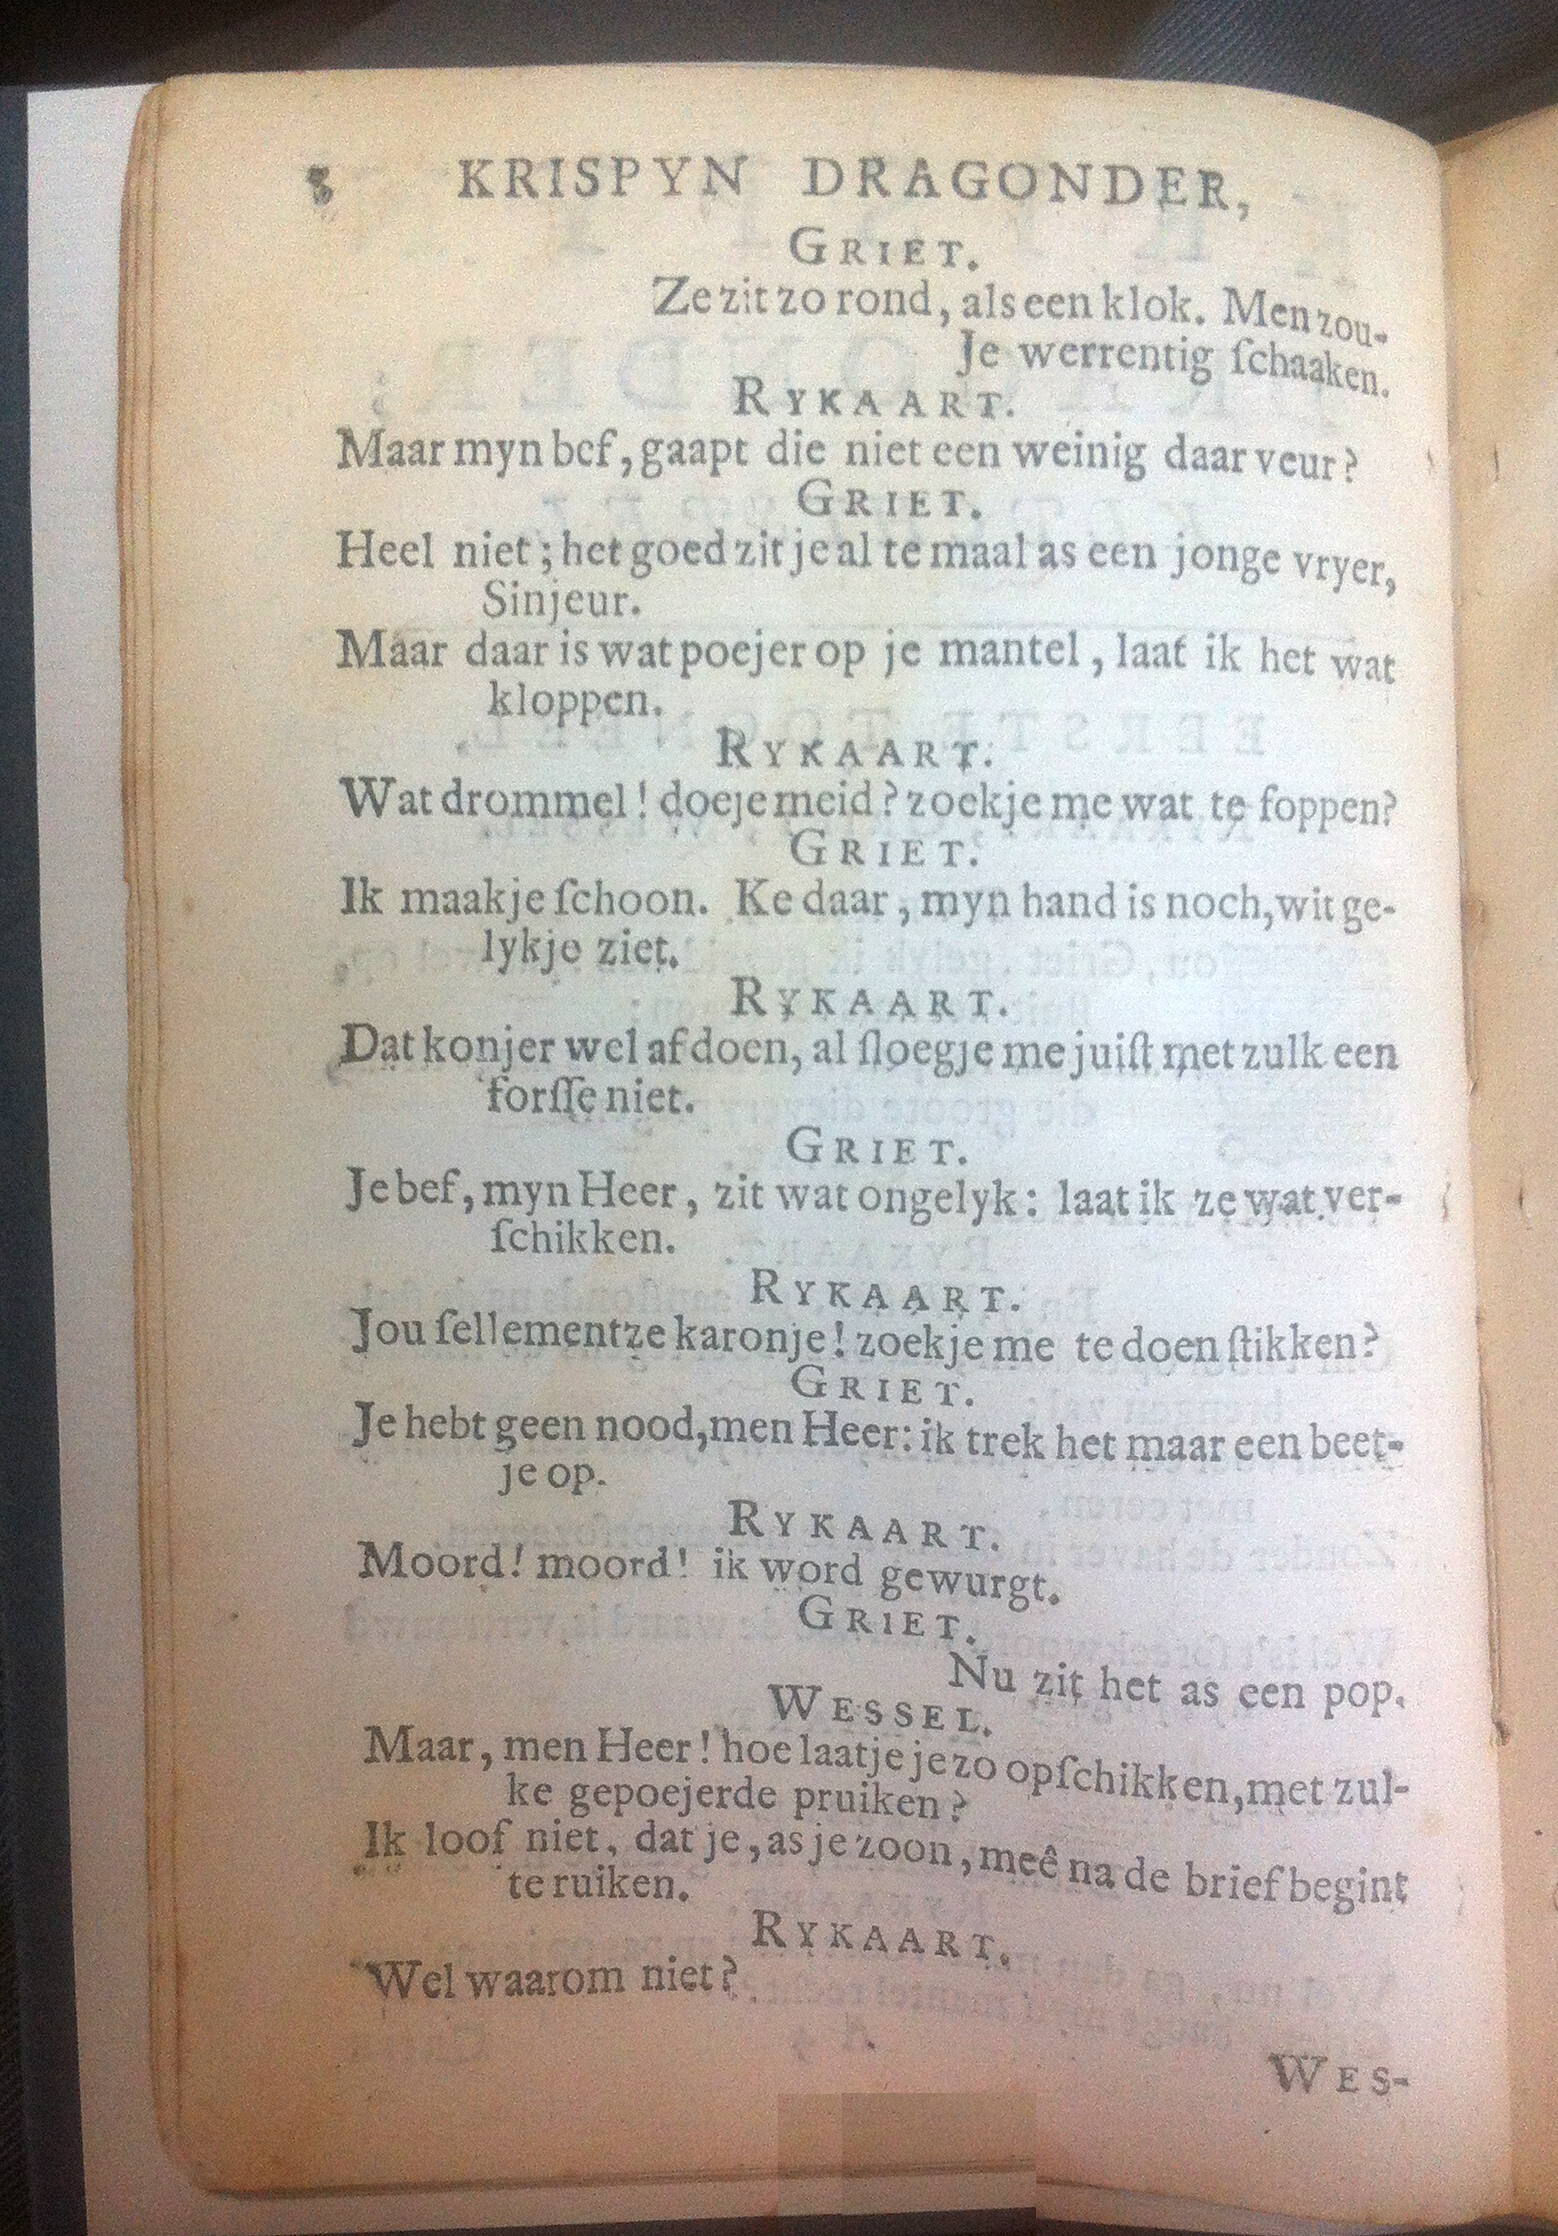 8 KRISPYN DRAGONDER,
GRIET.
Ze zit zo rond, als een klok. Men zou-
Je werrentig ſchaaken.
RYKAART.
Maar myn bef, gaapt die niet een weinig daar veur?
GRIET.
Heel niet; het goed zit je al te maal as een jonge vryer,
Sinjeur.
Maar daar is wat poejer op je mantel, laat ik het wat
kloppen.
RYKAART.
Wat drommel! doeje meid? zoekje me wat te foppen?
GRIET.
Ik maakje ſchoon. Ke daar, myn hand is noch, wit ge-
lykje ziet.
RYKAART.
Dat konjer wel af doen, al ſloegje me juiſt met zulk een
forſſe niet.
GRIET.
Je bef, myn Heer, zit wat ongelyk: laat ik ze wat ver-
ſchikken.
RYKAART.
Jou ſellementze karonje! zoekje me te doen ſtikken?
GRIET.
Je hebt geen nood, men Heer: ik trek het maar een beet-
je op.
RYKAART.
Moord! moord! ik word gewurgt.
GRIET.
Nu zit het as een pop.
WESSEL.
Maar, men Heer! hoe laatje je zo opſchikken, met zul-
ke gepoejerde pruiken?
Ik loof niet, dat je, as je zoon, meê na de brief begint
te ruiken.
RYKAART.
Wel waarom niet?
WES-